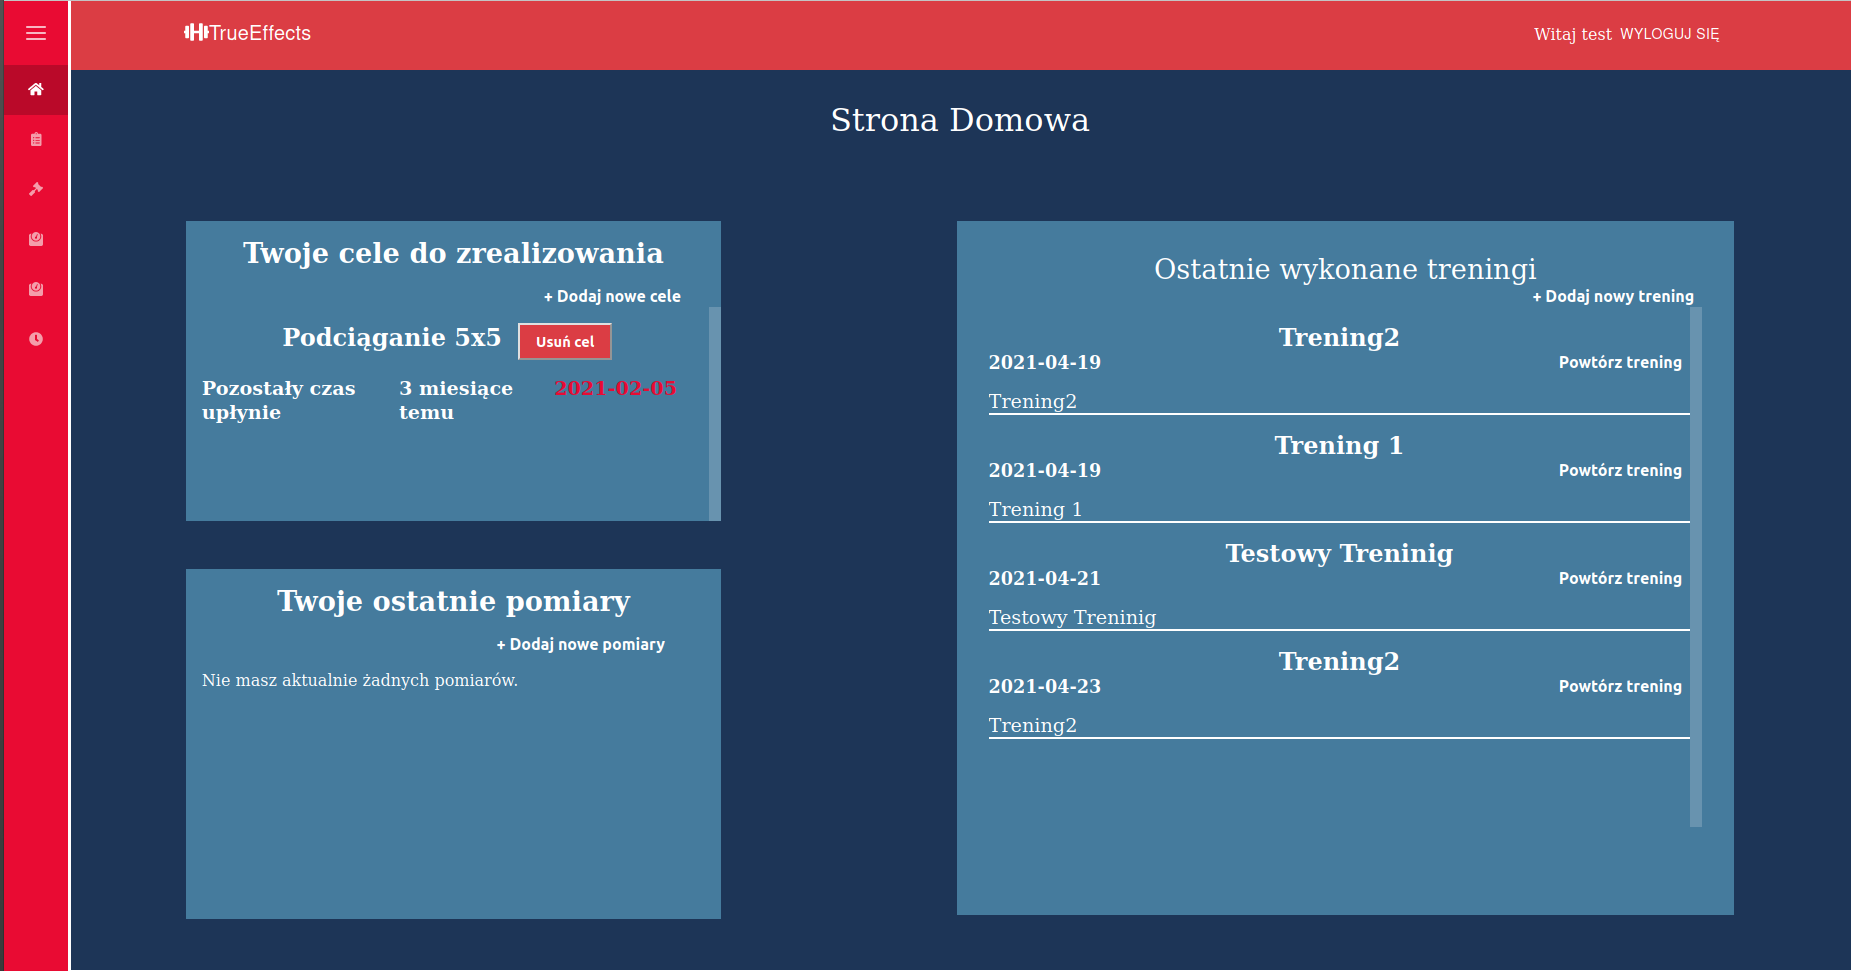 TrueEffects
Witaj test WYLOGUJ SIĘ
Strona Domowa
Twoje cele do zrealizowania
+ Dodaj nowe cele
Podciąganie 5x5 Usuń cel
Pozostały czas upłynie
3 miesiące temu
2021-02-05
Twoje ostatnie pomiary
+ Dodaj nowe pomiary
Nie masz aktualnie żadnych pomiarów.
Ostatnie wykonane treningi
+ Dodaj nowy trening
Trening2
2021-04-19 Powtórz trening
Trening2
Trening 1
2021-04-19 Powtórz trening
Trening 1
Testowy Treninig
2021-04-21 Powtórz trening
Testowy Treninig
Trening2
2021-04-23 Powtórz trening
Trening2